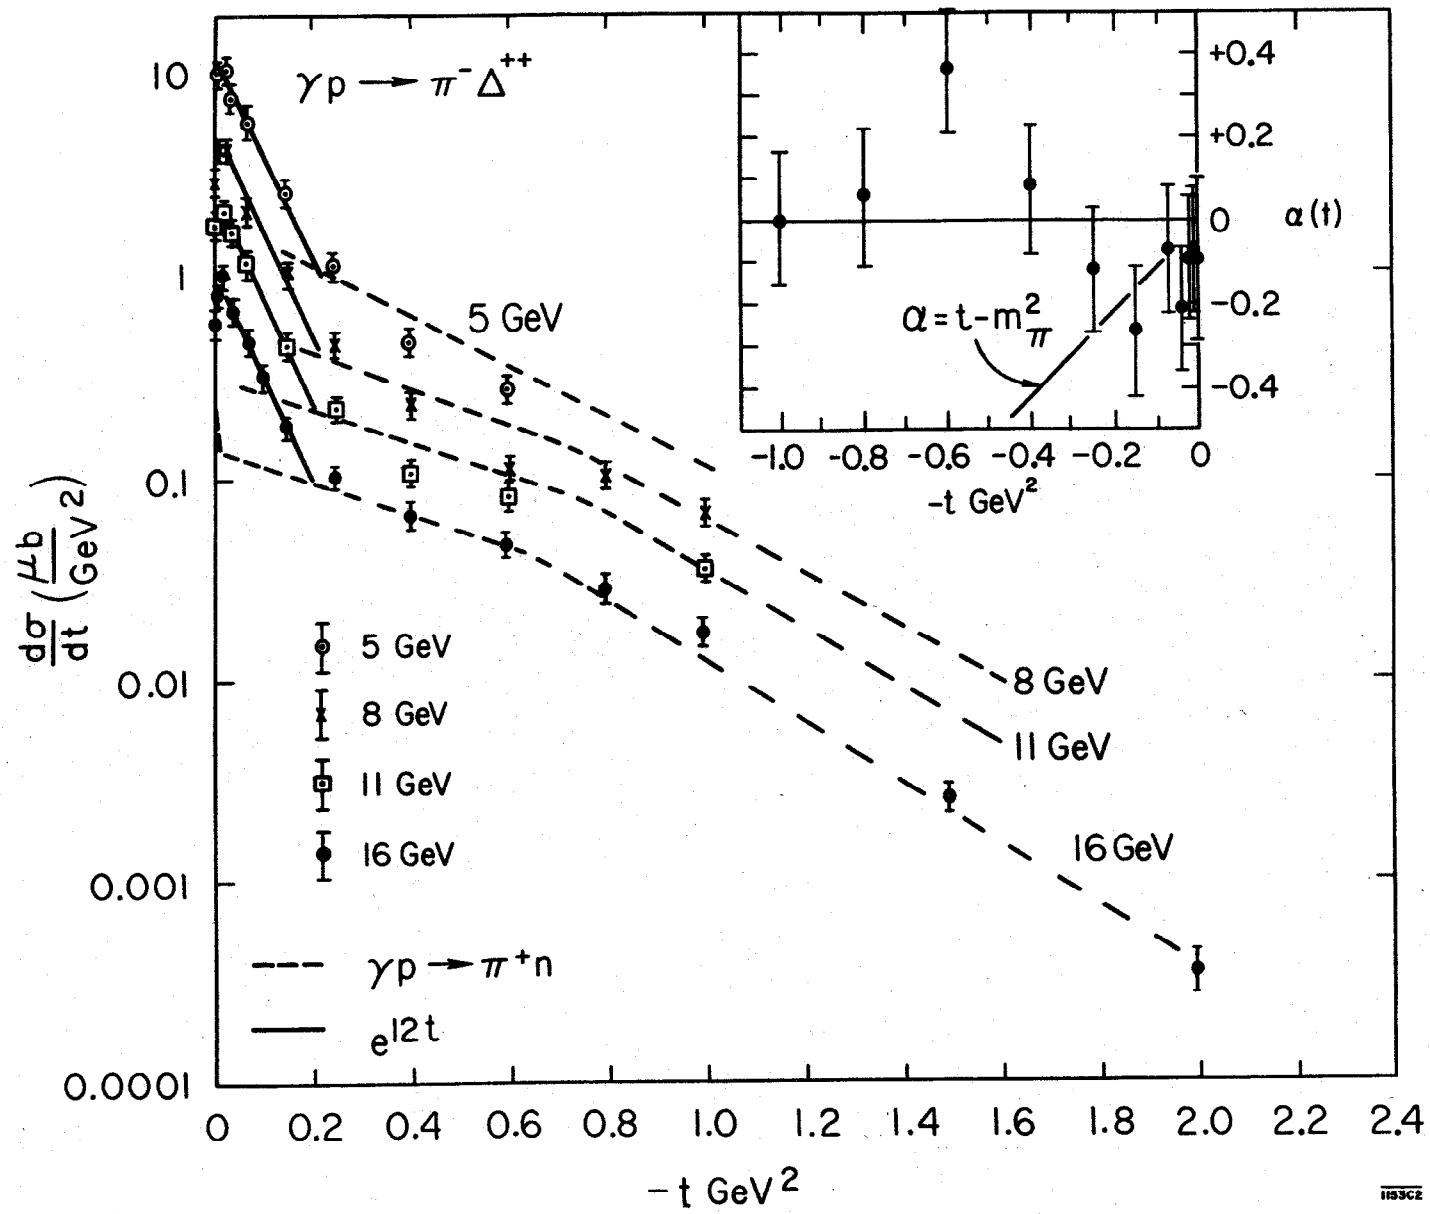 γp → π⁻Δ⁺⁺
10
1
0.1
0.01
0.001
0.0001
dσ/dt (μb/GeV²)
5 GeV
8 GeV
11 GeV
16 GeV
5 GeV
8 GeV
11 GeV
16 GeV
γp → π⁺n
e¹²ᵗ
0 0.2 0.4 0.6 0.8 1.0 1.2 1.4 1.6 1.8 2.0 2.2 2.4
-t GeV²
+0.4
+0.2
0
-0.2
-0.4
α(t)
α=t-m²_π
-1.0 -0.8 -0.6 -0.4 -0.2 0
-t GeV²
1153C2